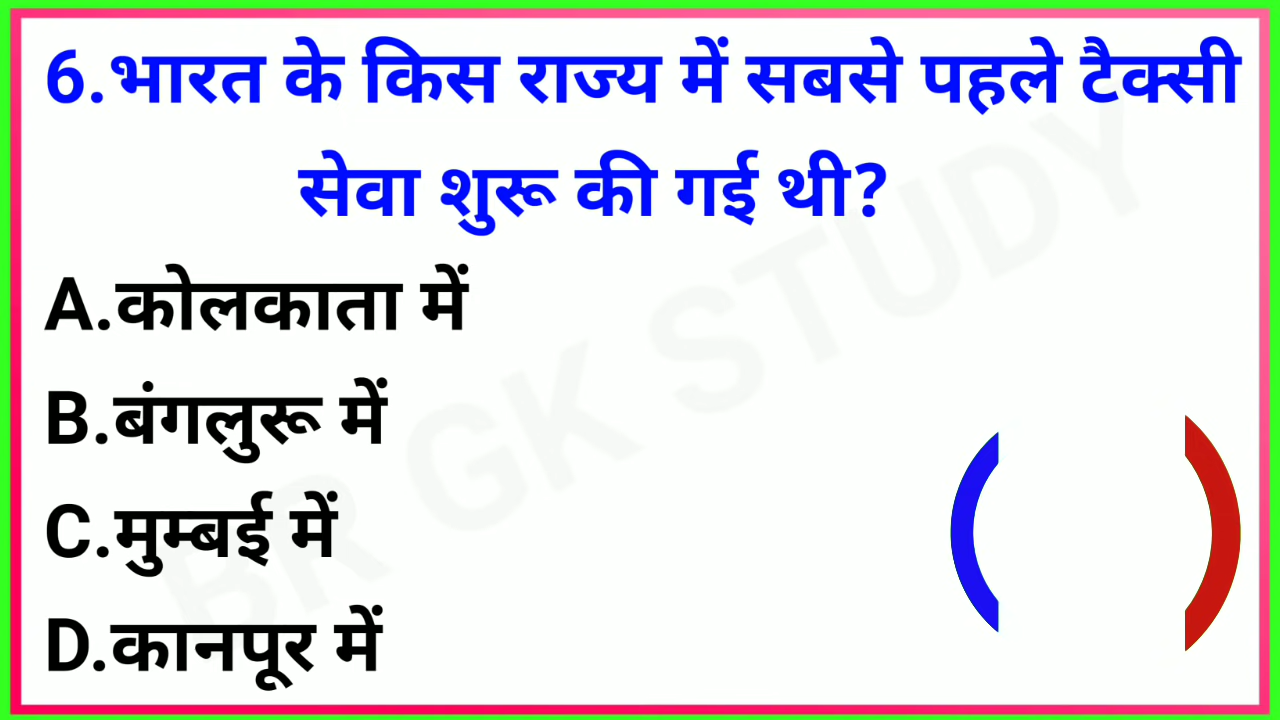 6.भारत के किस राज्य में सबसे पहले टैक्सी
सेवा शुरू की गई थी?
A.कोलकाता में
B.बंगलुरू में
C.मुम्बई में
D.कानपूर में
BR GK STUDY